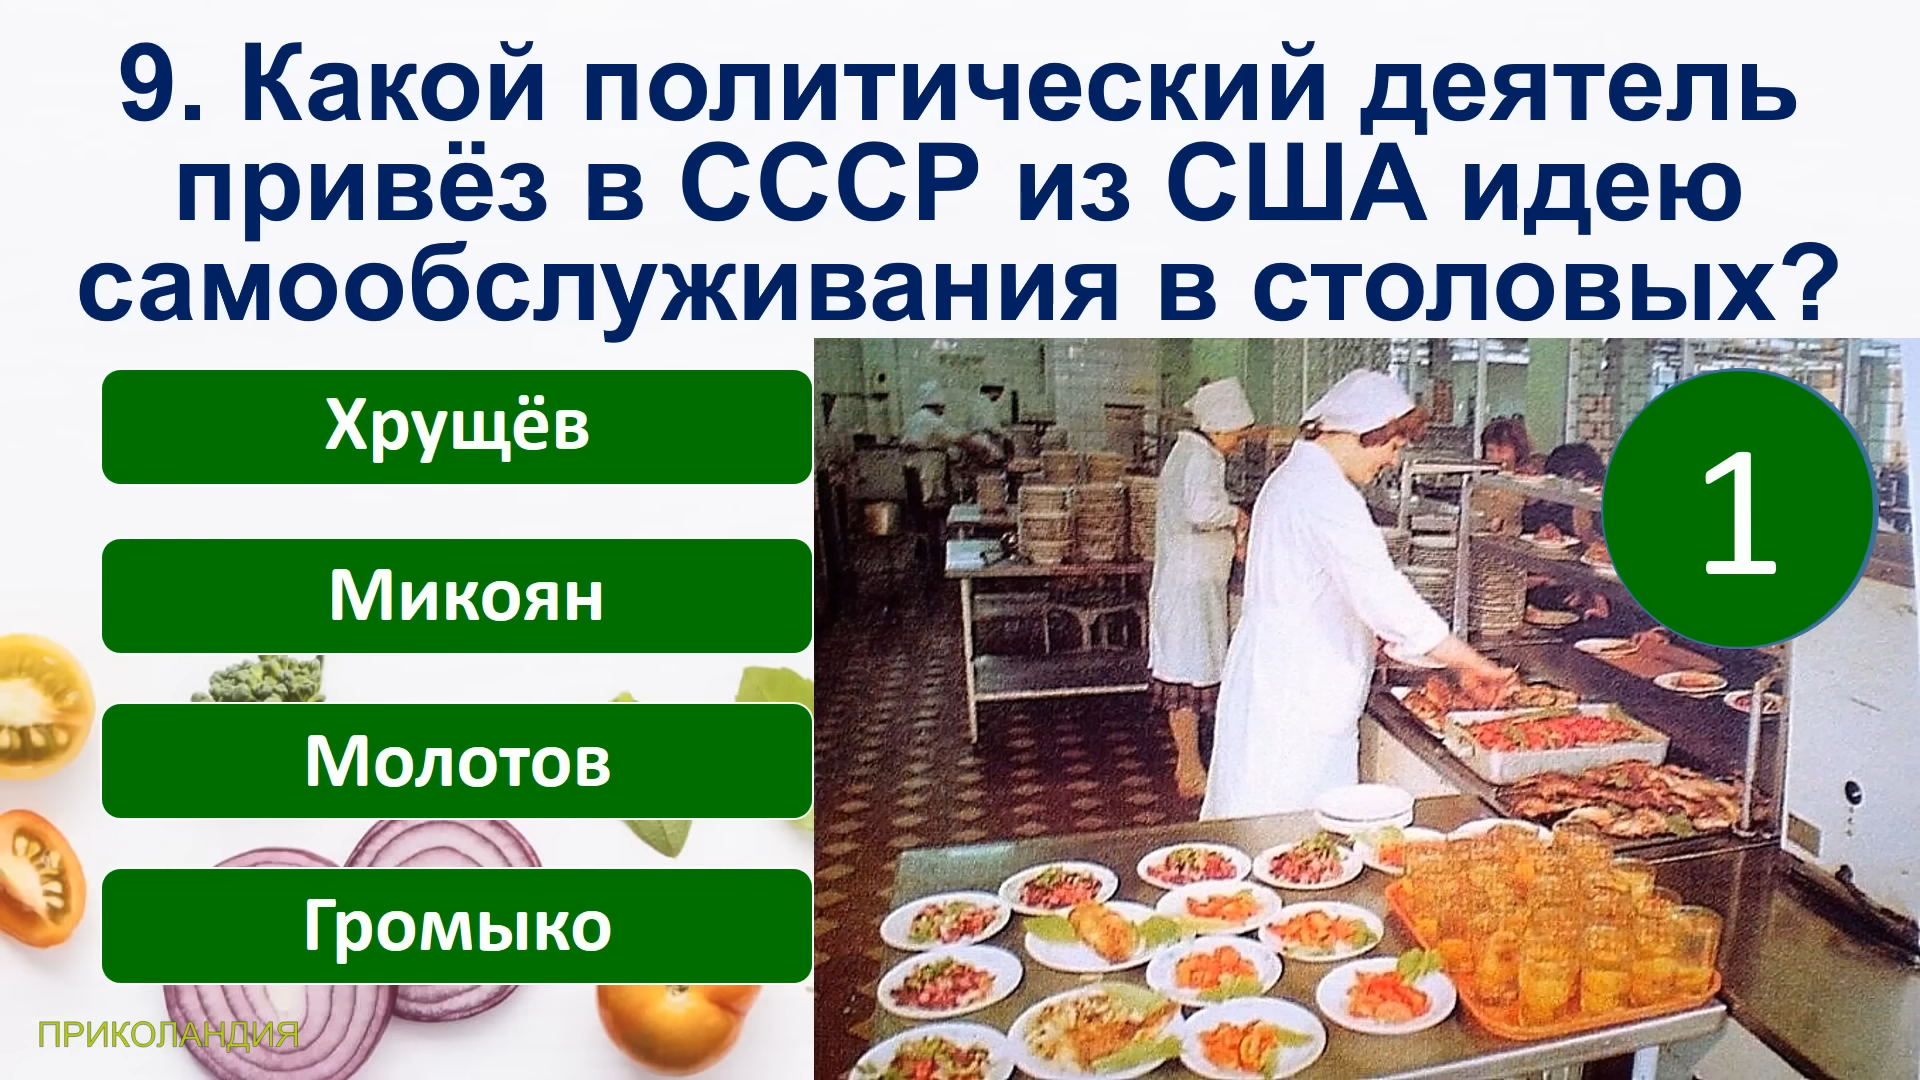 9. Какой политический деятель
привёз в СССР из США идею
самообслуживания в столовых?
Хрущёв
1
Микоян
Молотов
Громыко
ПРИКОЛАНДИЯ